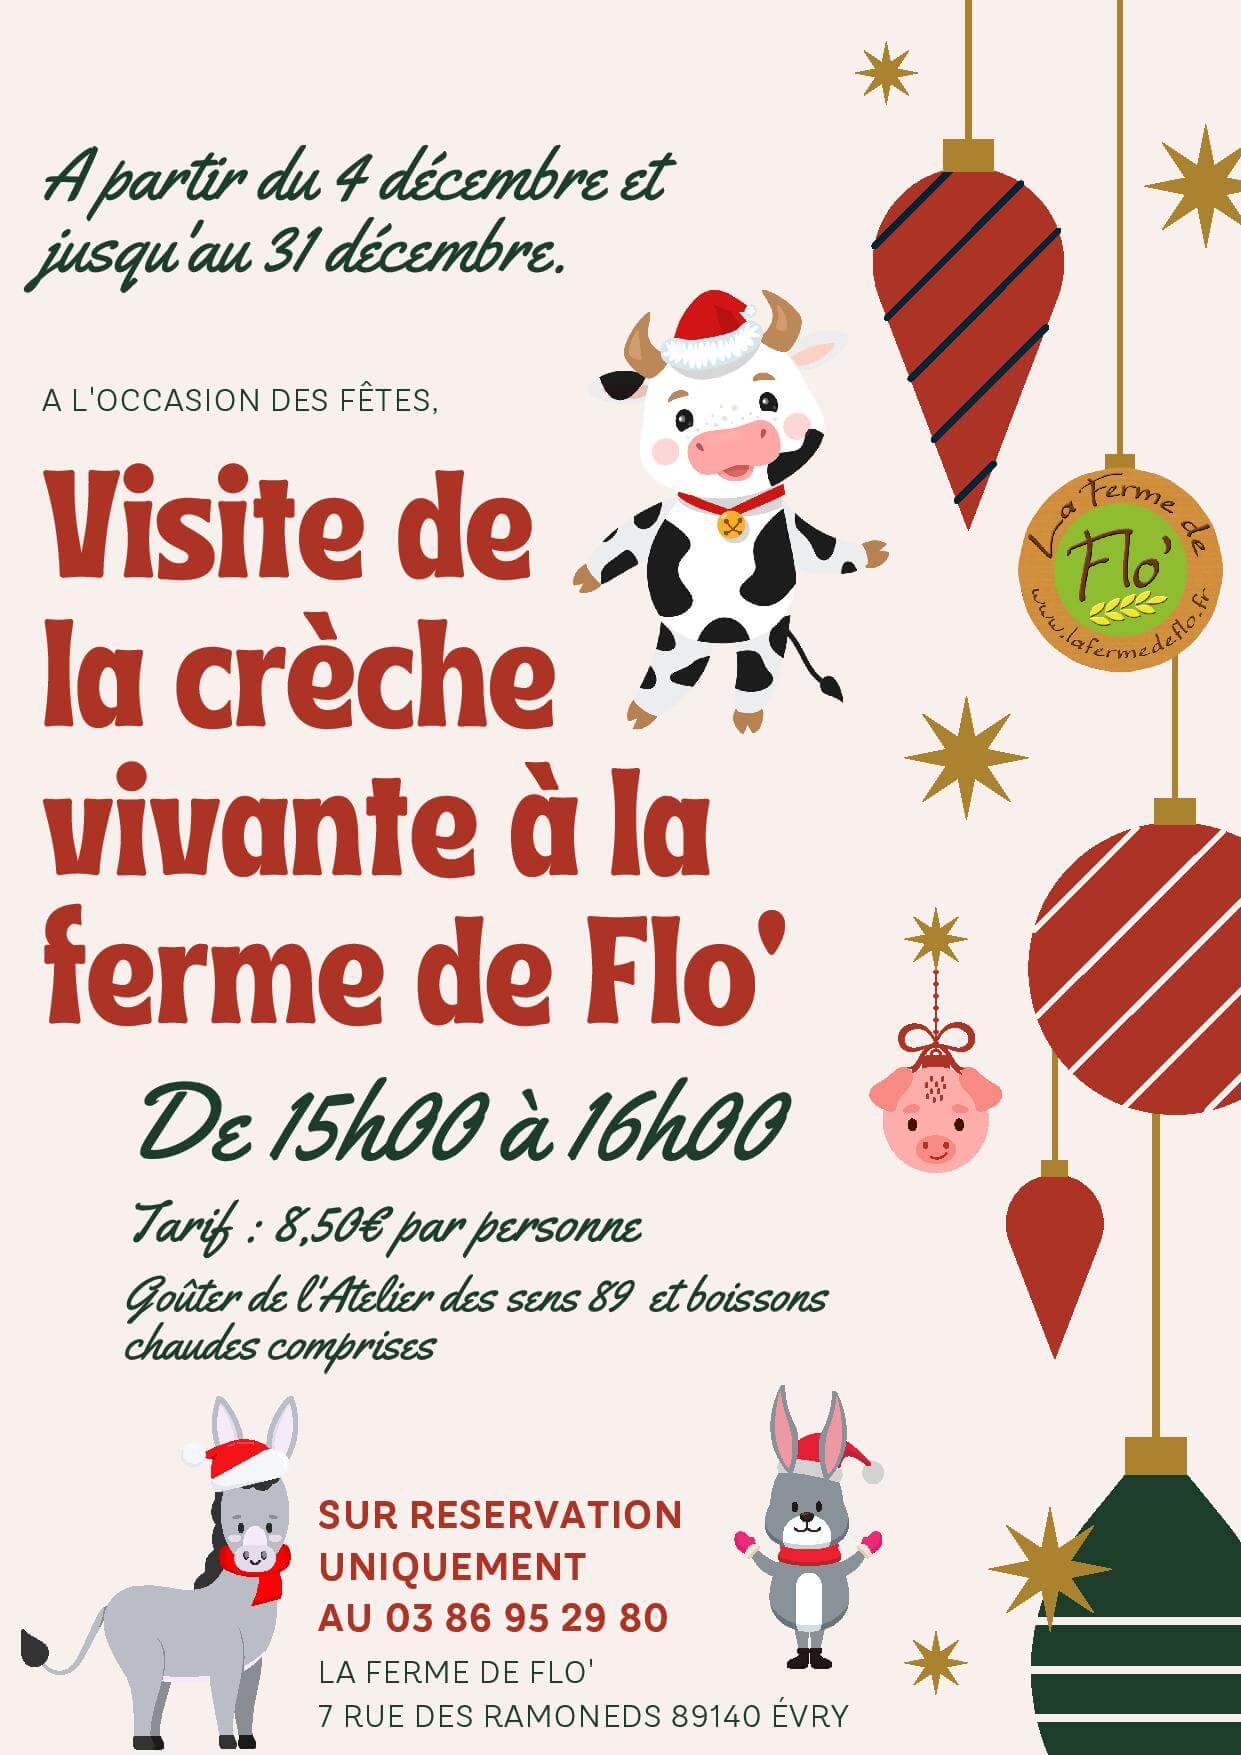 A partir du 4 décembre et
jusqu'au 31 décembre.
A L'OCCASION DES FÊTES,
Visite de
la crèche
vivante à la
ferme de Flo'
La Ferme de
Flo'
www.lafermedeflo.fr
De 15h00 à 16h00
Tarif : 8,50€ par personne
Goûter de l'Atelier des sens 89 et boissons
chaudes comprises
SUR RESERVATION
UNIQUEMENT
AU 03 86 95 29 80
LA FERME DE FLO'
7 RUE DES RAMONEDS 89140 ÉVRY